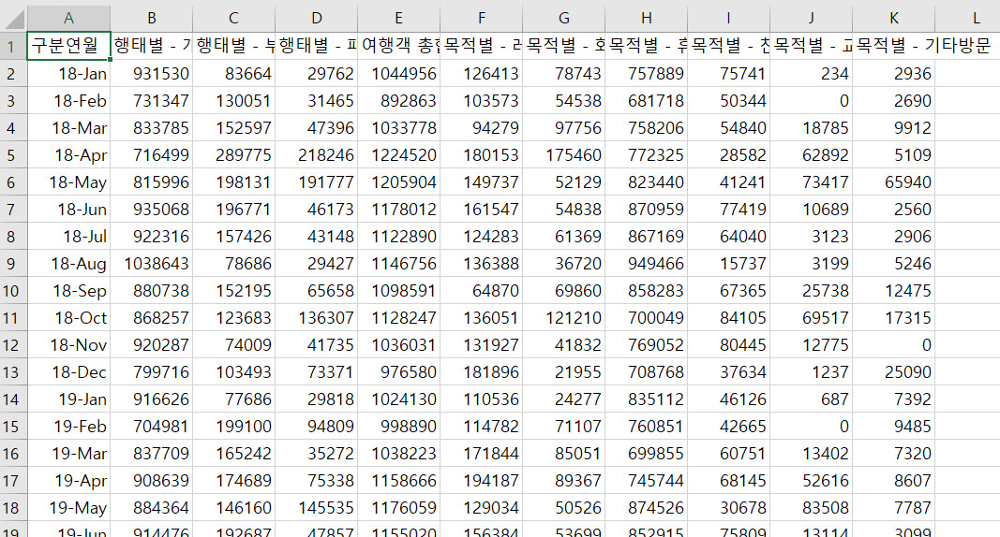 A B C D E F G H I J K L
1 구분연월 행태별 - 행태별 - 행태별 - 여행객 목적별 - 목적별 - 목적별 - 목적별 - 목적별 - 목적별 - 기타방문
2 18-Jan 931530 83664 29762 1044956 126413 78743 757889 75741 234 2936
3 18-Feb 731347 130051 31465 892863 103573 54538 681718 50344 0 2690
4 18-Mar 833785 152597 47396 1033778 94279 97756 758206 54840 18785 9912
5 18-Apr 716499 289775 218246 1224520 180153 175460 772325 28582 62892 5109
6 18-May 815996 198131 191777 1205904 149737 52129 823440 41241 73417 65940
7 18-Jun 935068 196771 46173 1178012 161547 54838 870959 77419 10689 2560
8 18-Jul 922316 157426 43148 1122890 124283 61369 867169 64040 3123 2906
9 18-Aug 1038643 78686 29427 1146756 136388 36720 949466 15737 3199 5246
10 18-Sep 880738 152195 65658 1098591 64870 69860 858283 67365 25738 12475
11 18-Oct 868257 123683 136307 1128247 136051 121210 700049 84105 69517 17315
12 18-Nov 920287 74009 41735 1036031 131927 41832 769052 80445 12775 0
13 18-Dec 799716 103493 73371 976580 181896 21955 708768 37634 1237 25090
14 19-Jan 916626 77686 29818 1024130 110536 24277 835112 46126 687 7392
15 19-Feb 704981 199100 94809 998890 114782 71107 760851 42665 0 9485
16 19-Mar 837709 165242 35272 1038223 171844 85051 699855 60751 13402 7320
17 19-Apr 908639 174689 75338 1158666 194187 89367 745744 68145 52616 8607
18 19-May 884364 146160 145535 1176059 129034 50526 874526 30678 83508 7787
19 19-Jun 914476 192687 47857 1155020 156384 53699 852915 75809 13114 3099